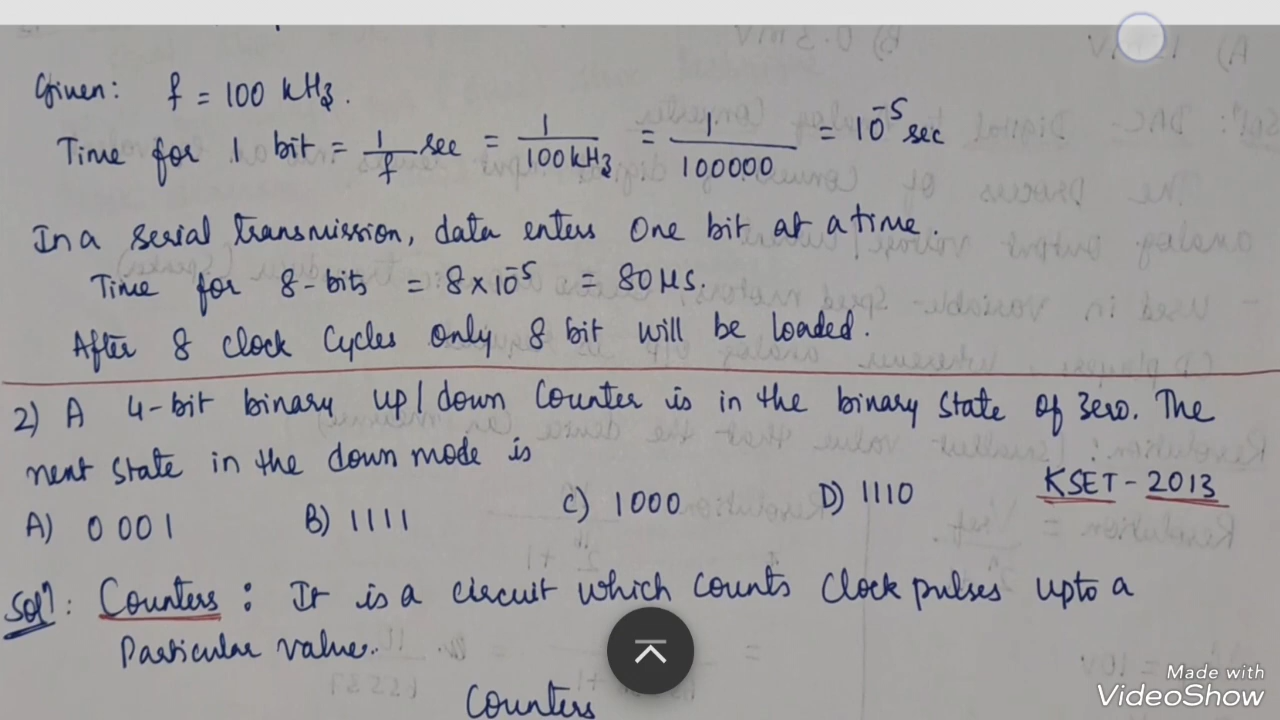 Given: f = 100 kHz.
Time for 1 bit = 1/f sec = 1/100kHz = 1/100000 = 10⁻⁵ sec
In a serial transmission, data enters one bit at a time.
Time for 8-bits = 8×10⁻⁵ = 80 μs.
After 8 clock cycles only 8 bit will be loaded.
2) A 4-bit binary up/down counter is in the binary state of zero. The
next state in the down mode is
KSET - 2013
A) 0001 B) 1111 C) 1000 D) 1110
Solⁿ: Counters : It is a circuit which counts clock pulses upto a
particular value.
Counters
Made with
VideoShow